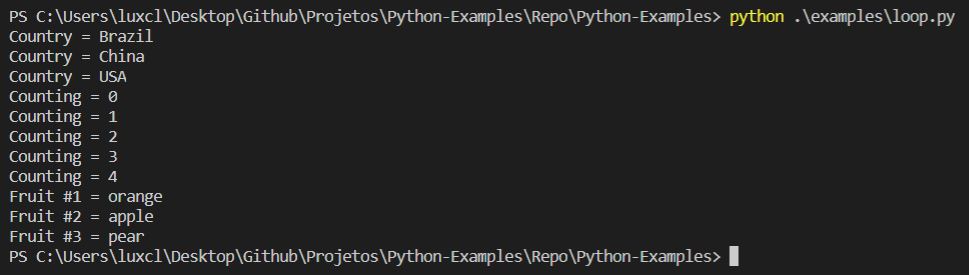 PS C:\Users\luxcl\Desktop\Github\Projetos\Python-Examples\Repo\Python-Examples> python .\examples\loop.py
Country = Brazil
Country = China
Country = USA
Counting = 0
Counting = 1
Counting = 2
Counting = 3
Counting = 4
Fruit #1 = orange
Fruit #2 = apple
Fruit #3 = pear
PS C:\Users\luxcl\Desktop\Github\Projetos\Python-Examples\Repo\Python-Examples>